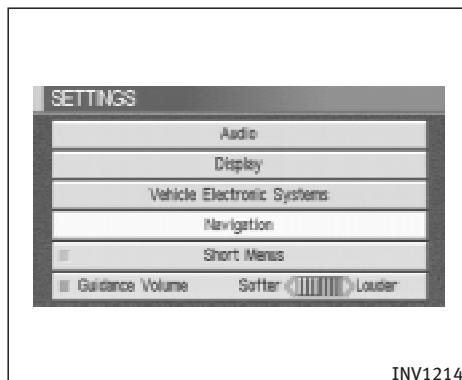 SETTINGS
Audio
Display
Vehicle Electronic Systems
Navigation
Short Menus
Guidance Volume Softer Louder
INV1214